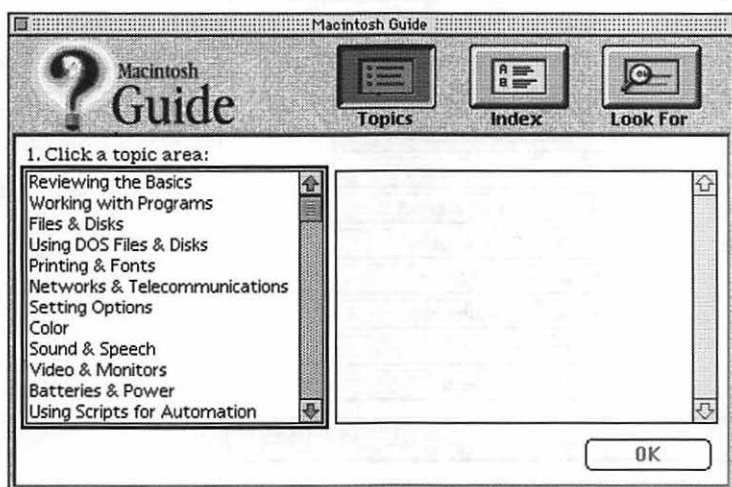 Macintosh Guide
Macintosh
Guide
Topics
Index
Look For
1. Click a topic area:
Reviewing the Basics
Working with Programs
Files & Disks
Using DOS Files & Disks
Printing & Fonts
Networks & Telecommunications
Setting Options
Color
Sound & Speech
Video & Monitors
Batteries & Power
Using Scripts for Automation
OK